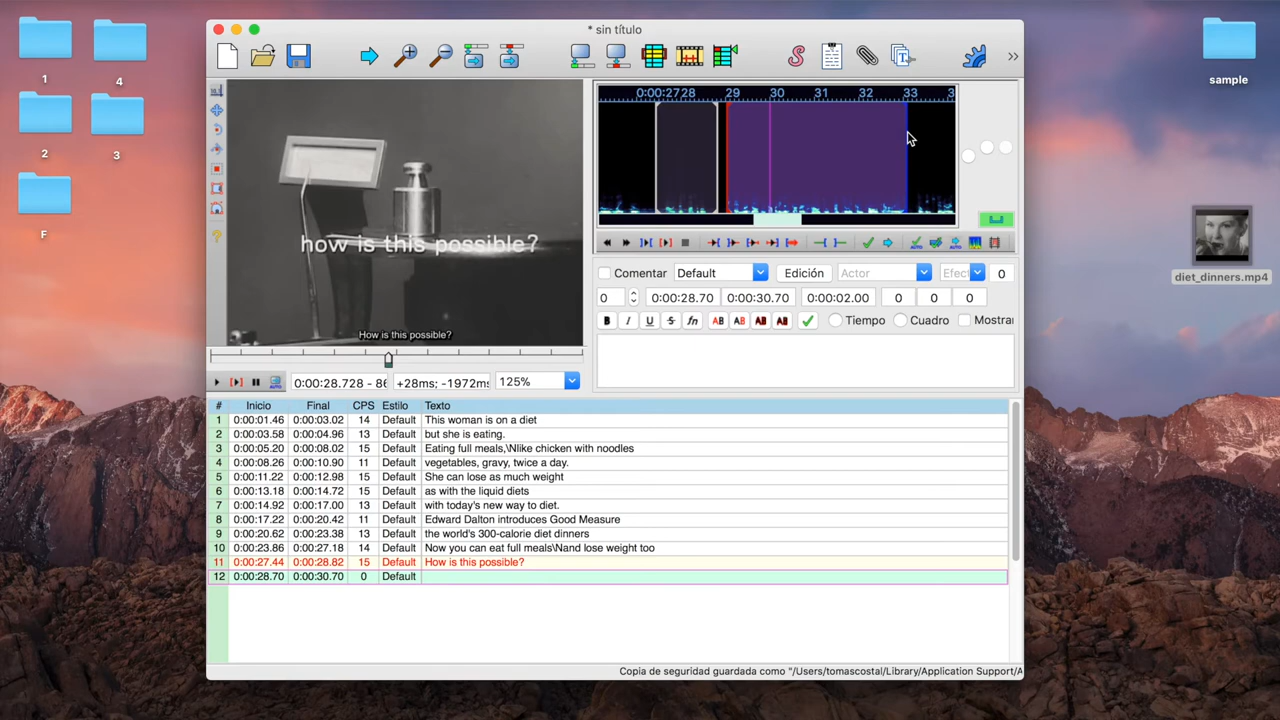 * sin título
1
4
2
3
F
sample
diet_dinners.mp4
how is this possible?
How is this possible?
0:00:27 28 29 30 31 32 33 3
Comentar Default Edición Actor Efect 0
0 0:00:28.70 0:00:30.70 0:00:02.00 0 0 0
B I U S fn AB AB AB AB Tiempo Cuadro Mostrar
0:00:28.728 - 86 +28ms; -1972ms 125%
# Inicio Final CPS Estilo Texto
1 0:00:01.46 0:00:03.02 14 Default This woman is on a diet
2 0:00:03.58 0:00:04.96 13 Default but she is eating.
3 0:00:05.20 0:00:08.02 15 Default Eating full meals,\Nlike chicken with noodles
4 0:00:08.26 0:00:10.90 11 Default vegetables, gravy, twice a day.
5 0:00:11.22 0:00:12.98 15 Default She can lose as much weight
6 0:00:13.18 0:00:14.72 15 Default as with the liquid diets
7 0:00:14.92 0:00:17.00 13 Default with today's new way to diet.
8 0:00:17.22 0:00:20.42 11 Default Edward Dalton introduces Good Measure
9 0:00:20.62 0:00:23.38 13 Default the world's 300-calorie diet dinners
10 0:00:23.86 0:00:27.18 14 Default Now you can eat full meals\Nand lose weight too
11 0:00:27.44 0:00:28.82 15 Default How is this possible?
12 0:00:28.70 0:00:30.70 0 Default
Copia de seguridad guardada como "/Users/tomascostal/Library/Application Support/A